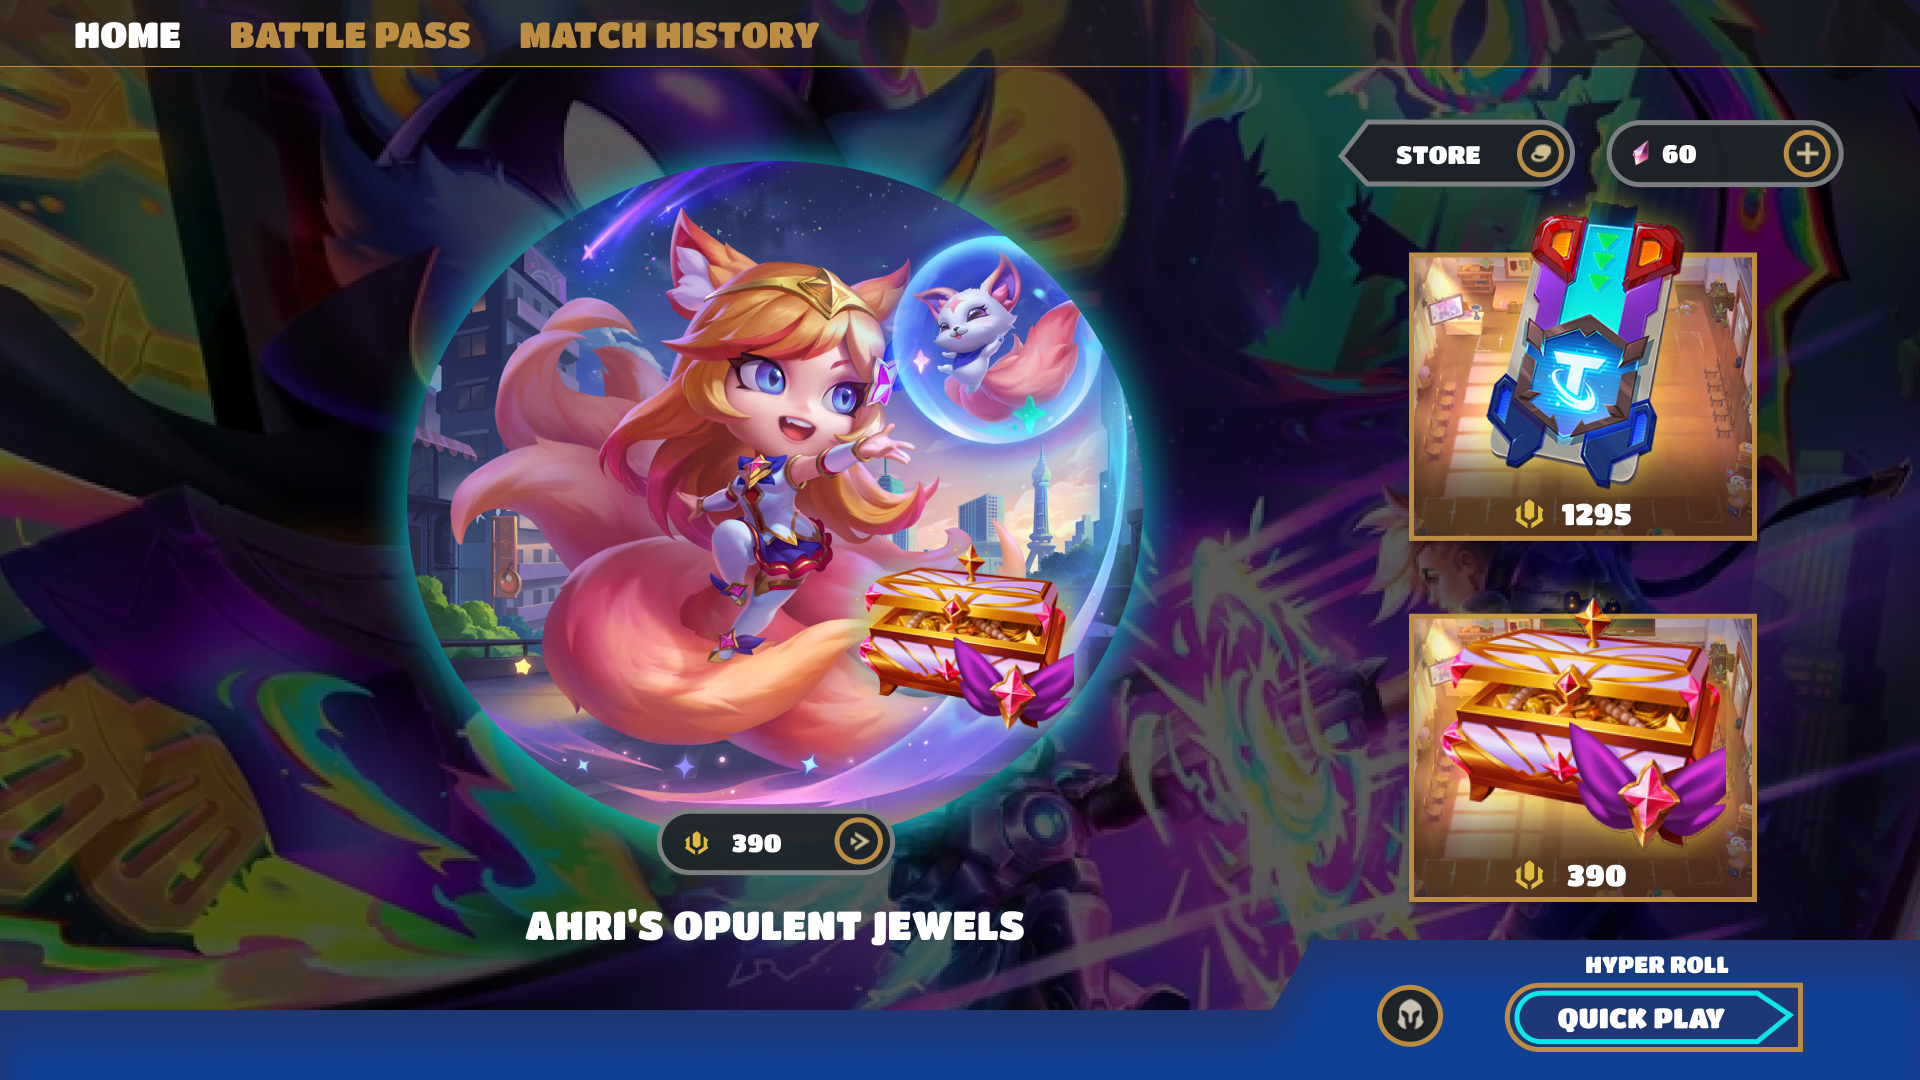 HOME BATTLE PASS MATCH HISTORY
STORE 60
1295
390
390
AHRI'S OPULENT JEWELS
HYPER ROLL
QUICK PLAY